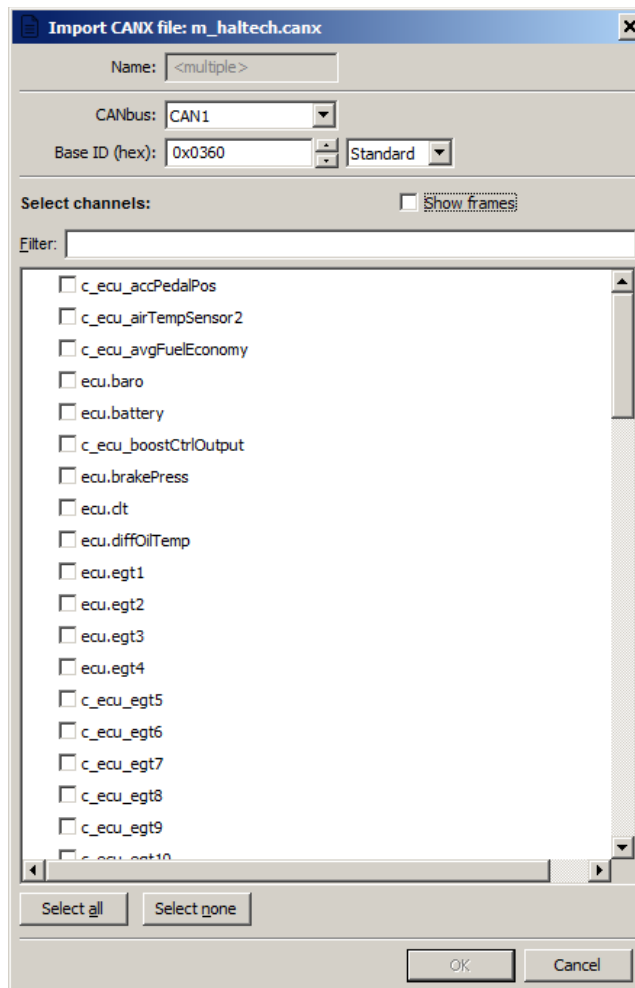 Import CANX file: m_haltech.canx
Name: <multiple>
CANbus: CAN1
Base ID (hex): 0x0360 Standard
Select channels: Show frames
Filter:
c_ecu_accPedalPos
c_ecu_airTempSensor2
c_ecu_avgFuelEconomy
ecu.baro
ecu.battery
c_ecu_boostCtrlOutput
ecu.brakePress
ecu.clt
ecu.diffOilTemp
ecu.egt1
ecu.egt2
ecu.egt3
ecu.egt4
c_ecu_egt5
c_ecu_egt6
c_ecu_egt7
c_ecu_egt8
c_ecu_egt9
c_ecu_egt10
Select all Select none
OK Cancel